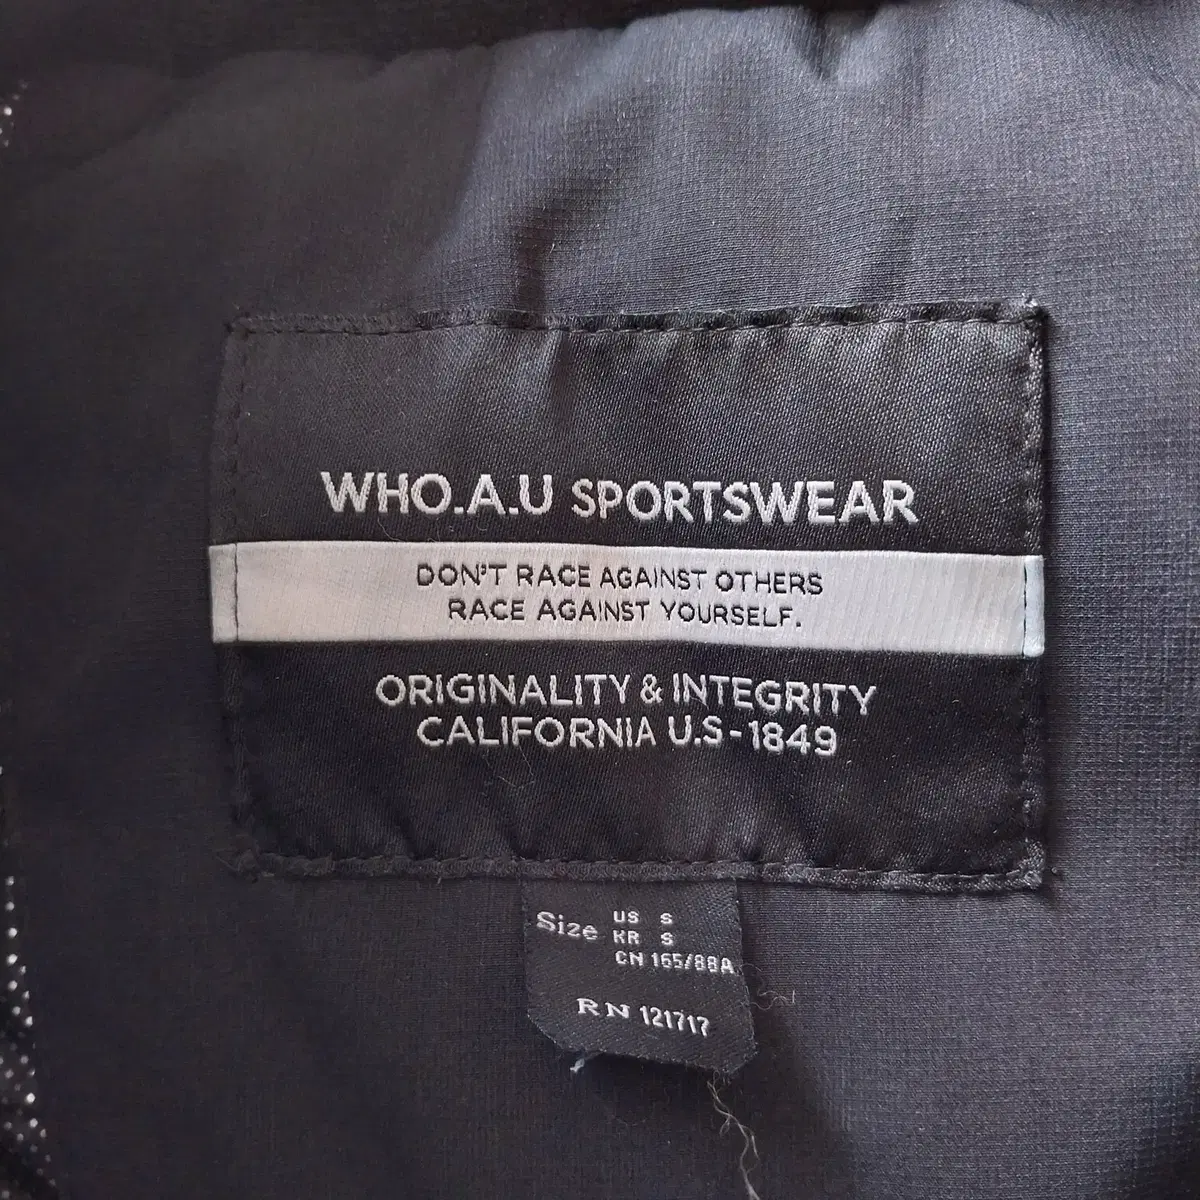 WHO.A.U SPORTSWEAR
DON'T RACE AGAINST OTHERS
RACE AGAINST YOURSELF.
ORIGINALITY & INTEGRITY
CALIFORNIA U.S-1849
Size US S
KR S
CN 165/88A
RN 121717